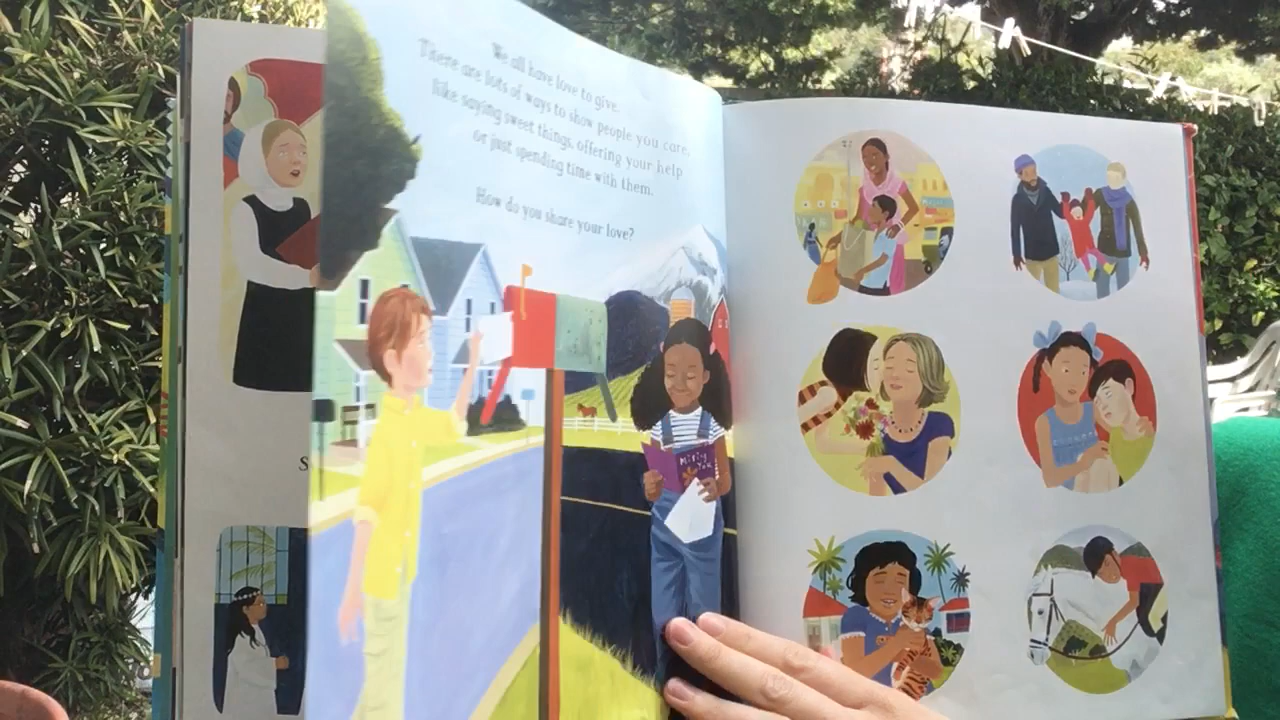 We all have love to give.
There are lots of ways to show people you care,
like saying sweet things, offering your help
or just spending time with them.
How do you share your love?
S